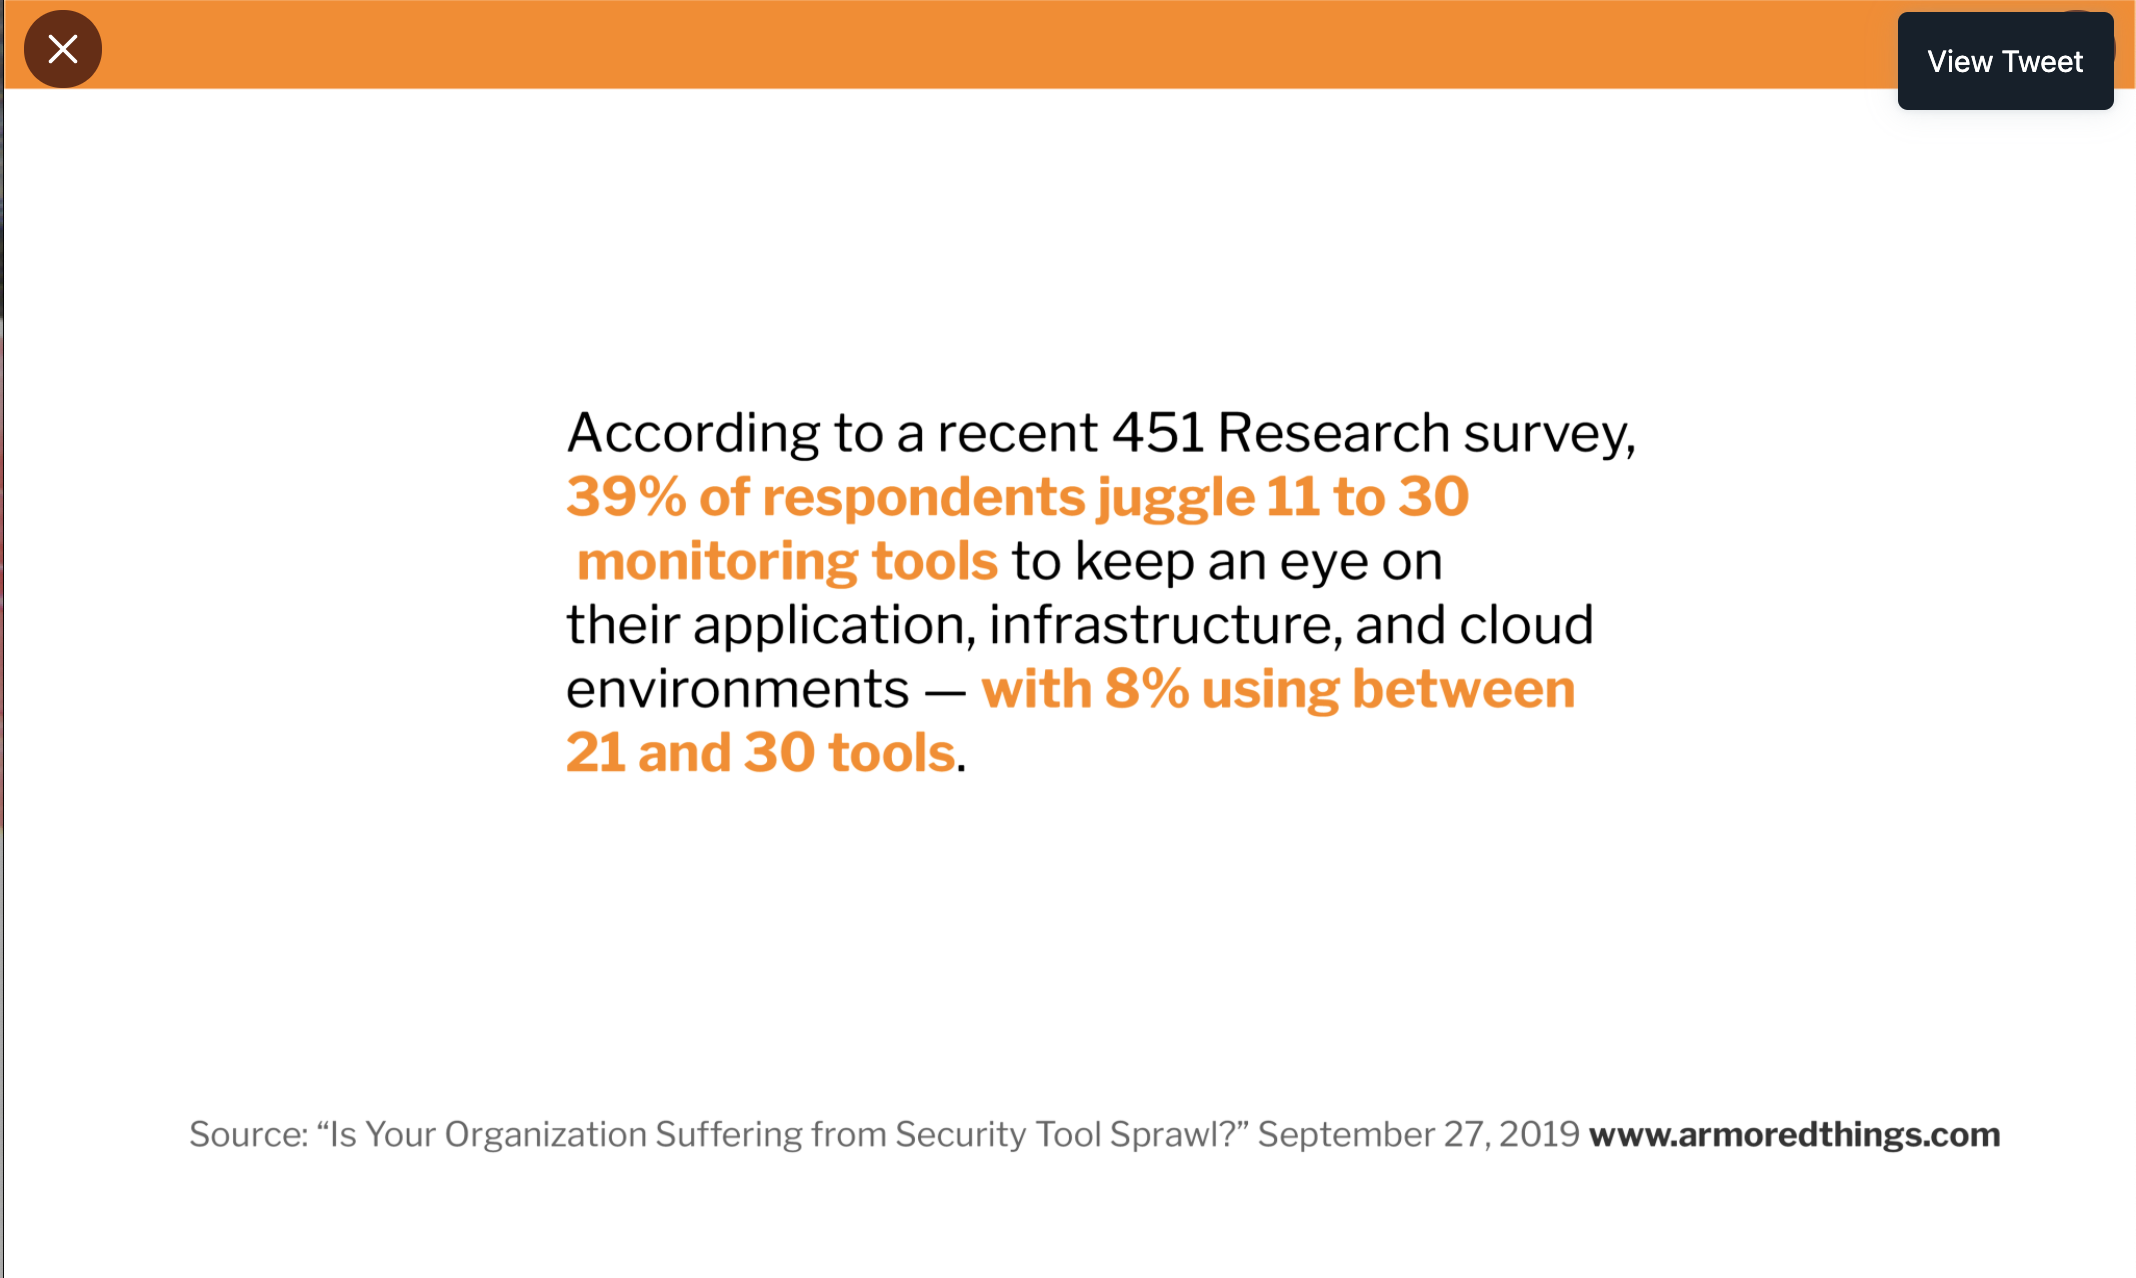 View Tweet
According to a recent 451 Research survey,
39% of respondents juggle 11 to 30
monitoring tools to keep an eye on
their application, infrastructure, and cloud
environments — with 8% using between
21 and 30 tools.
Source: “Is Your Organization Suffering from Security Tool Sprawl?” September 27, 2019 www.armoredthings.com